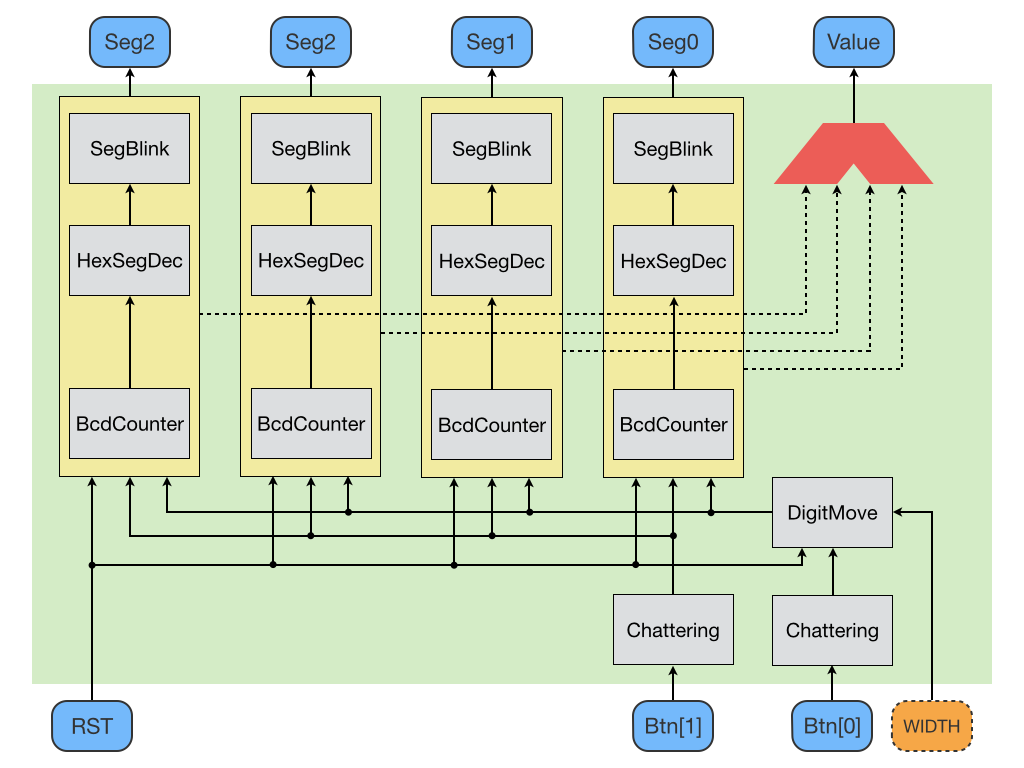 Seg2
Seg2
Seg1
Seg0
Value
SegBlink
SegBlink
SegBlink
SegBlink
HexSegDec
HexSegDec
HexSegDec
HexSegDec
BcdCounter
BcdCounter
BcdCounter
BcdCounter
DigitMove
Chattering
Chattering
RST
Btn[1]
Btn[0]
WIDTH